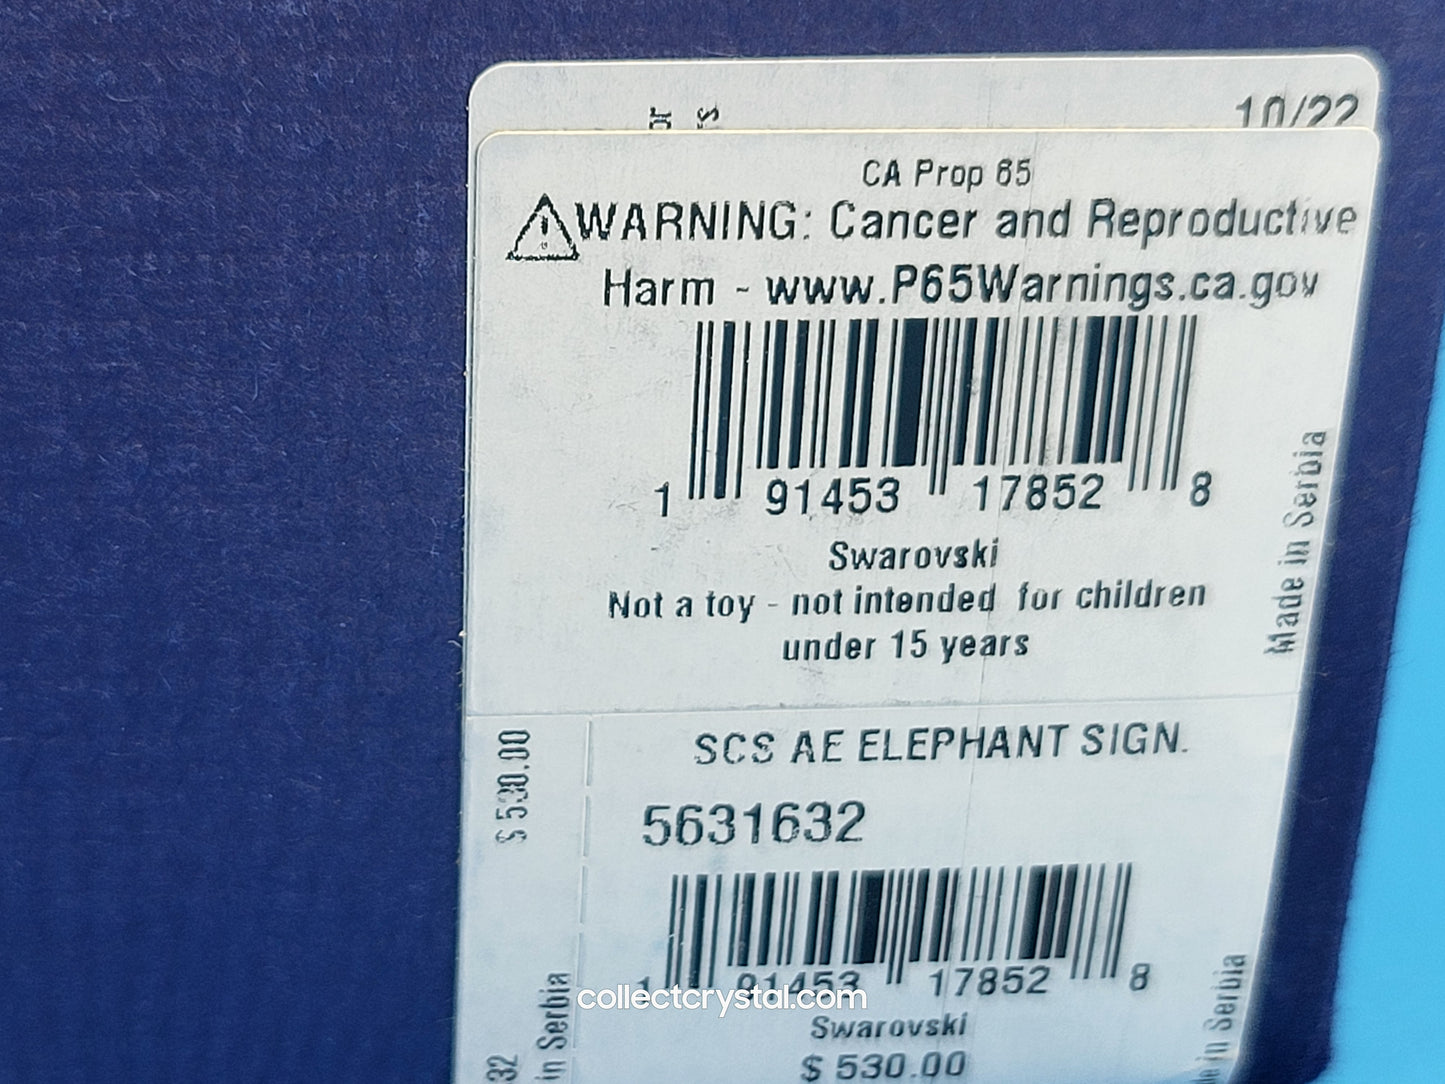 10/22
CA Prop 65
WARNING: Cancer and Reproductive
Harm - www.P65Warnings.ca.gov
1 91453 17852 8
Made in Serbia
Swarovski
Not a toy - not intended for children
under 15 years
$ 530.00
SCS AE ELEPHANT SIGN.
5631632
1 91453 17852 8
collectcrystal.com
Swarovski
$ 530.00
32
in Serbia
in Serbia